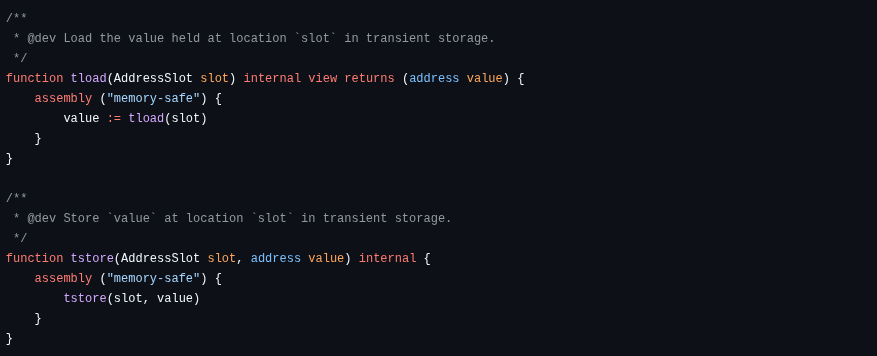 /**
 * @dev Load the value held at location `slot` in transient storage.
 */
function tload(AddressSlot slot) internal view returns (address value) {
    assembly ("memory-safe") {
        value := tload(slot)
    }
}

/**
 * @dev Store `value` at location `slot` in transient storage.
 */
function tstore(AddressSlot slot, address value) internal {
    assembly ("memory-safe") {
        tstore(slot, value)
    }
}